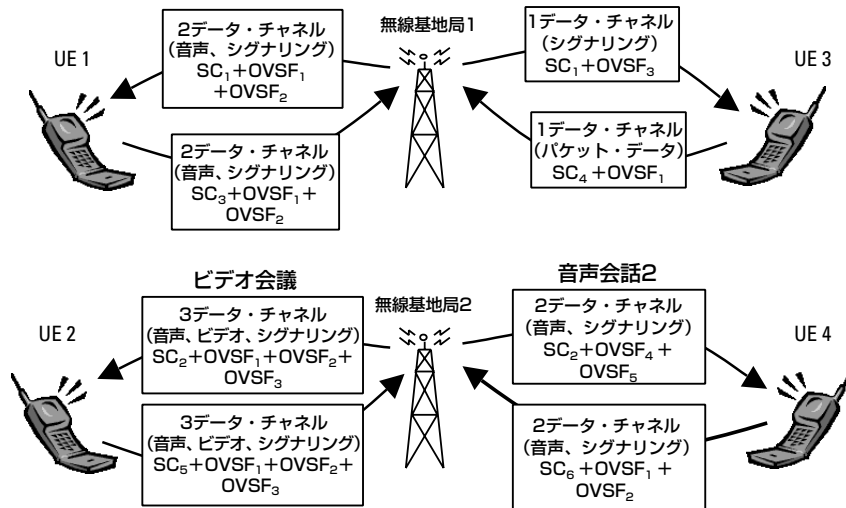 無線基地局1
UE 1
2データ・チャネル
(音声、シグナリング)
SC₁+OVSF₁
+OVSF₂
1データ・チャネル
(シグナリング)
SC₁+OVSF₃
UE 3
2データ・チャネル
(音声、シグナリング)
SC₃+OVSF₁+
OVSF₂
1データ・チャネル
(パケット・データ)
SC₄+OVSF₁
ビデオ会議
無線基地局2
音声会話2
UE 2
3データ・チャネル
(音声、ビデオ、シグナリング)
SC₂+OVSF₁+OVSF₂+
OVSF₃
2データ・チャネル
(音声、シグナリング)
SC₂+OVSF₄+
OVSF₅
UE 4
3データ・チャネル
(音声、ビデオ、シグナリング)
SC₅+OVSF₁+OVSF₂+
OVSF₃
2データ・チャネル
(音声、シグナリング)
SC₆+OVSF₁+
OVSF₂